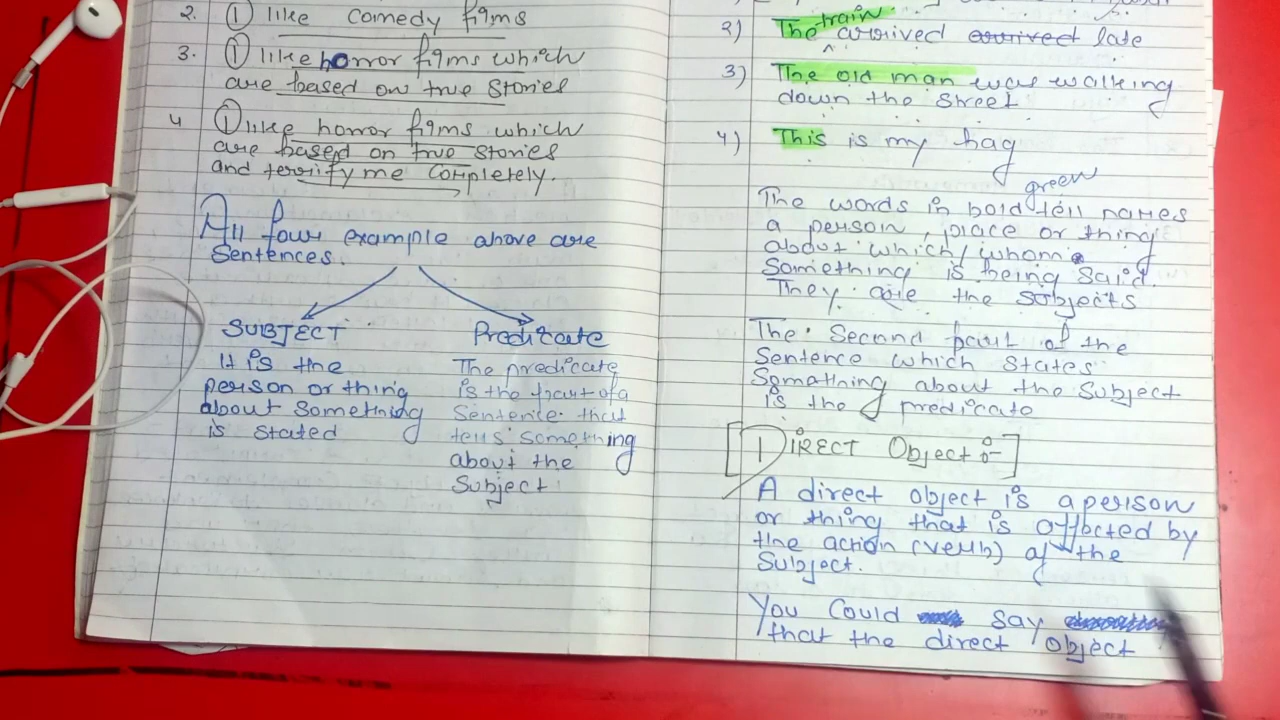 2. I like comedy films
3. I like horror films which
are based on true stories
4 I like horror films which
are based on true stories
and terrify me completely.
All four example above are
Sentences.
SUBJECT
It is the
person or thing
about something
is stated
Predicate
The predicate
is the part of a
Sentence that
tells something
about the
Subject
2) The train arrived late
3) The old man was walking
down the street
4) This is my bag
green
The words in bold tell names
a person, place or thing
about which/whom
Something is being said.
They are the subjects
The Second part of the
Sentence which states
Somathing about the Subject
is the predicate
DIRECT Object :-
A direct object is a person
or thing that is affected by
the action (verb) of the
Subject.
You Could say
that the direct object